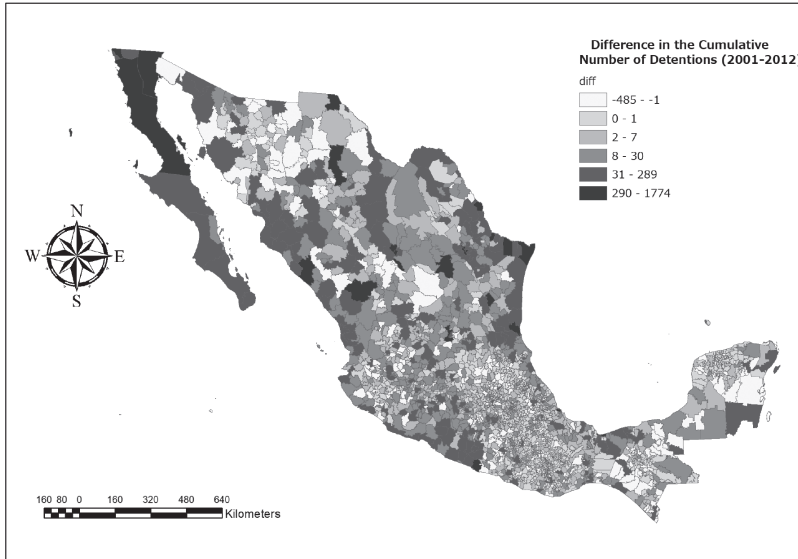 Difference in the Cumulative
Number of Detentions (2001-2012)
diff
-485 - -1
0 - 1
2 - 7
8 - 30
31 - 289
290 - 1774
N
W E
S
160 80 0 160 320 480 640
Kilometers